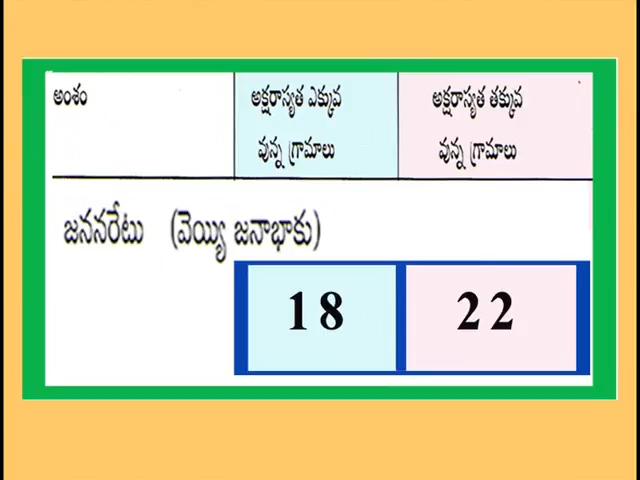 అంశం
అక్షరాస్యత ఎక్కువ
వున్న గ్రామాలు
అక్షరాస్యత తక్కువ
వున్న గ్రామాలు
జననరేటు (వెయ్యి జనాభాకు)
18
22